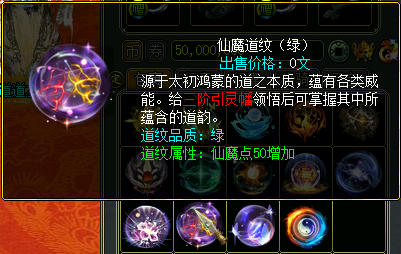 仙魔道纹（绿）
币 券 50,000
出售价格：0文
源于太初鸿蒙的道之本质，蕴有各类威
能。给三阶引灵幡领悟后可掌握其中所
蕴含的道韵。
道纹品质：绿
道纹属性：仙魔点50增加